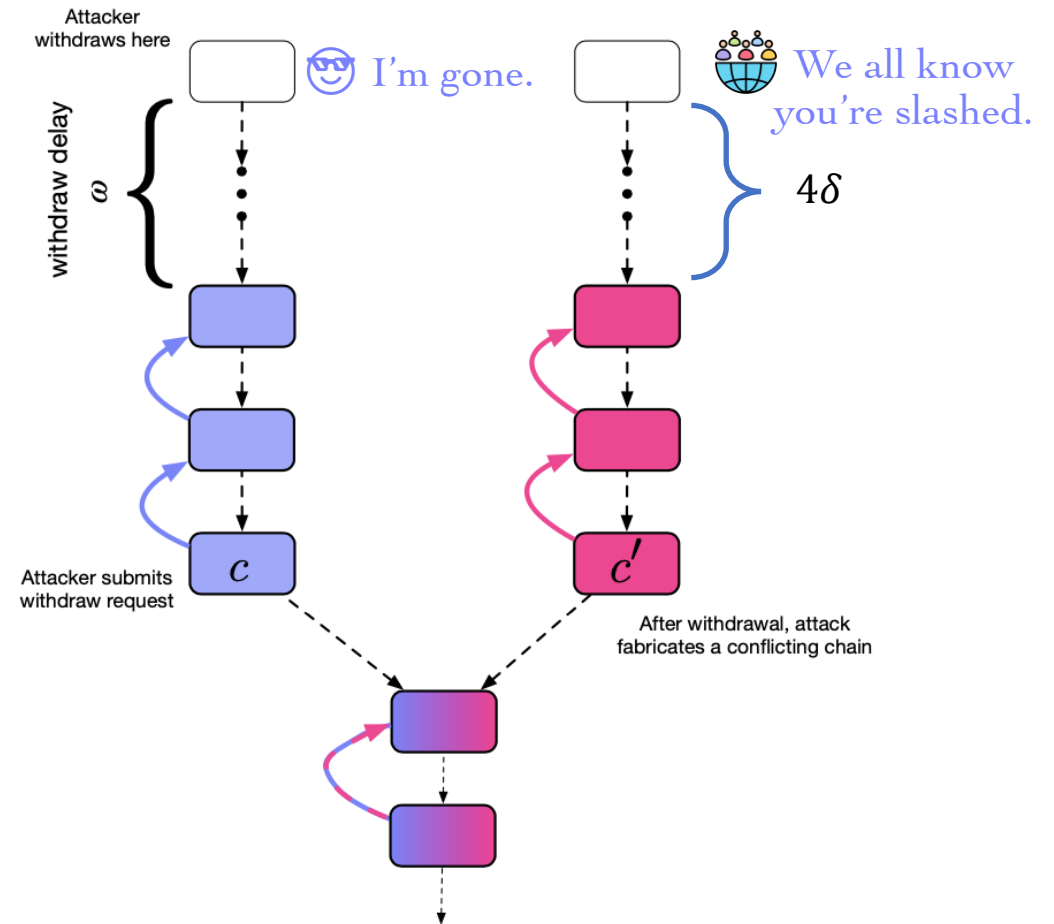 Attacker
withdraws here
I'm gone.
We all know
you're slashed.
withdraw delay
ω
4δ
c
c′
Attacker submits
withdraw request
After withdrawal, attack
fabricates a conflicting chain